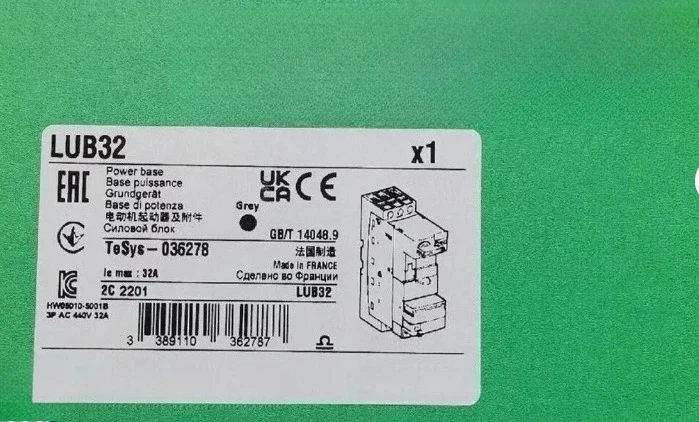 LUB32 x1
EAC
Power base
Base puissance
Grundgerät
Base di potenza
电动机起动器及附件
Силовой блок
Grey
UK
CA CE
GB/T 14048.9
TeSys - 036278
法国制造
Made in FRANCE
Сделано во Франции
Ie max : 32A
2C 2201 LUB32
3P AC 440V 32A
3 389110 362787